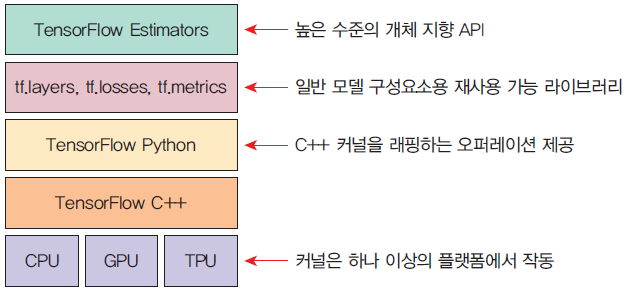 TensorFlow Estimators 높은 수준의 개체 지향 API
tf.layers, tf.losses, tf.metrics 일반 모델 구성요소용 재사용 가능 라이브러리
TensorFlow Python C++ 커널을 래핑하는 오퍼레이션 제공
TensorFlow C++
CPU GPU TPU 커널은 하나 이상의 플랫폼에서 작동